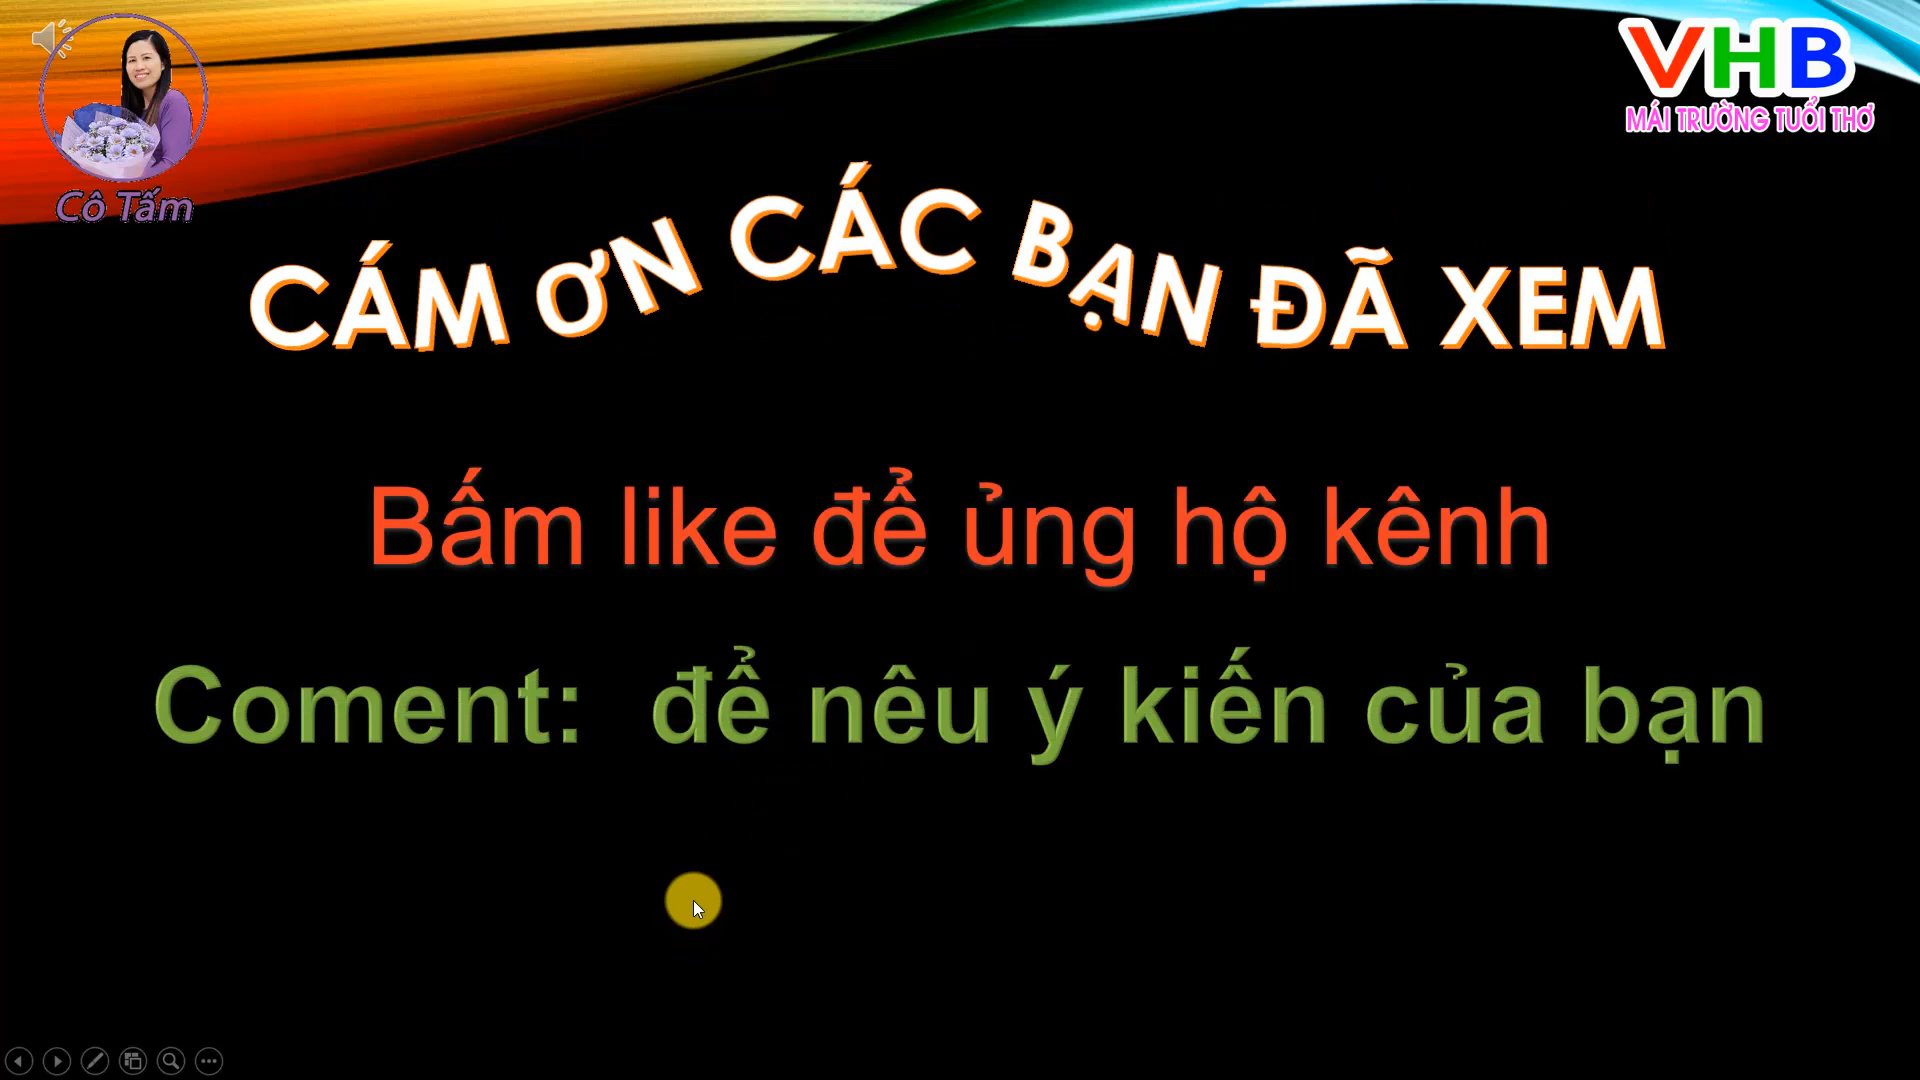 VHB
MÁI TRƯỜNG TUỔI THƠ
Cô Tấm
CÁM ƠN CÁC BẠN ĐÃ XEM
Bấm like để ủng hộ kênh
Coment: để nêu ý kiến của bạn